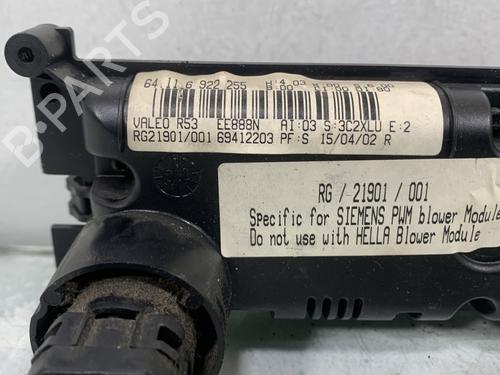 64.11.6 922 255
VALEO R53 EE888N AI:03 S:3C2XLU E:2
RG21901/001 69412203 PF:S 15/04/02 R
RG / 21901 / 001
Specific for SIEMENS PWM blower Module
Do not use with HELLA Blower Module
B-PARTS